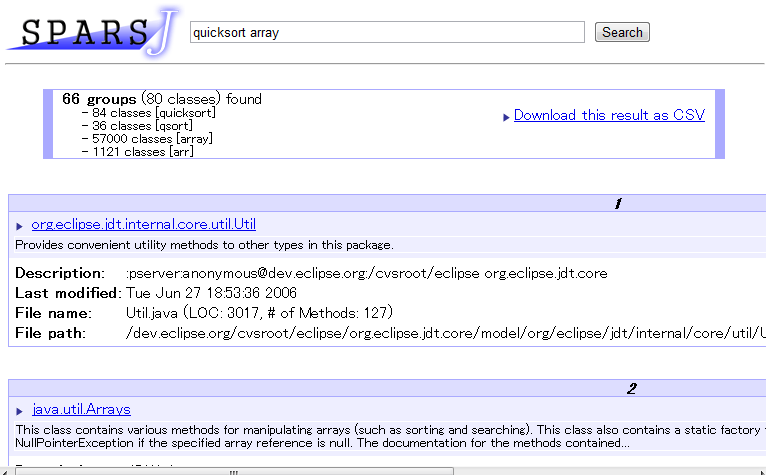 SPARS J
quicksort array
Search
66 groups (80 classes) found
- 84 classes [quicksort]
- 36 classes [qsort]
- 57000 classes [array]
- 1121 classes [arr]
Download this result as CSV
1
org.eclipse.jdt.internal.core.util.Util
Provides convenient utility methods to other types in this package.
Description: :pserver:anonymous@dev.eclipse.org:/cvsroot/eclipse org.eclipse.jdt.core
Last modified: Tue Jun 27 18:53:36 2006
File name: Util.java (LOC: 3017, # of Methods: 127)
File path: /dev.eclipse.org/cvsroot/eclipse/org.eclipse.jdt.core/model/org/eclipse/jdt/internal/core/util/U
2
java.util.Arrays
This class contains various methods for manipulating arrays (such as sorting and searching). This class also contains a static factory
NullPointerException if the specified array reference is null. The documentation for the methods contained...